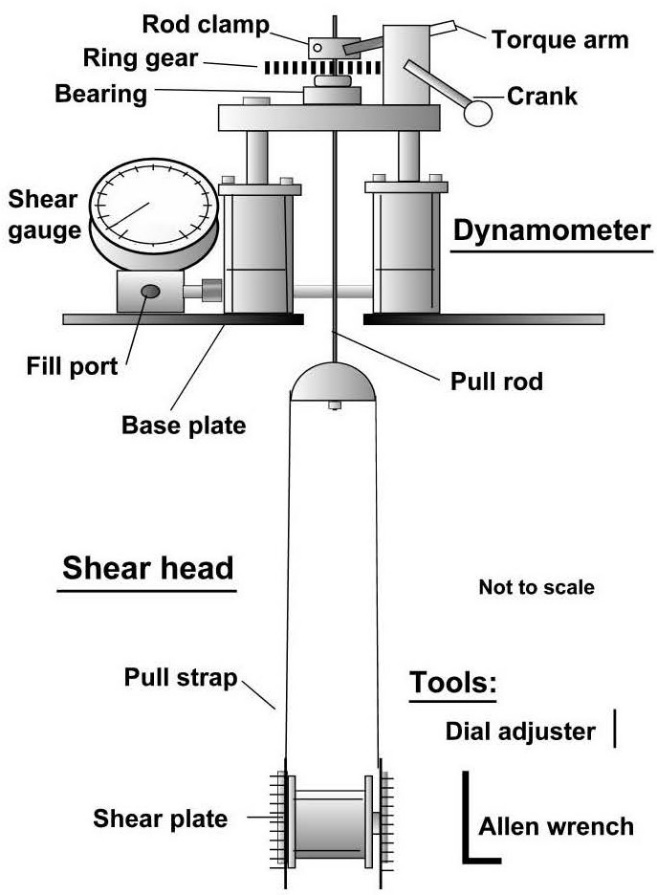 Rod clamp
Torque arm
Ring gear
Bearing
Crank
Shear
gauge
Dynamometer
Fill port
Pull rod
Base plate
Shear head
Not to scale
Pull strap
Tools:
Dial adjuster
Shear plate
Allen wrench